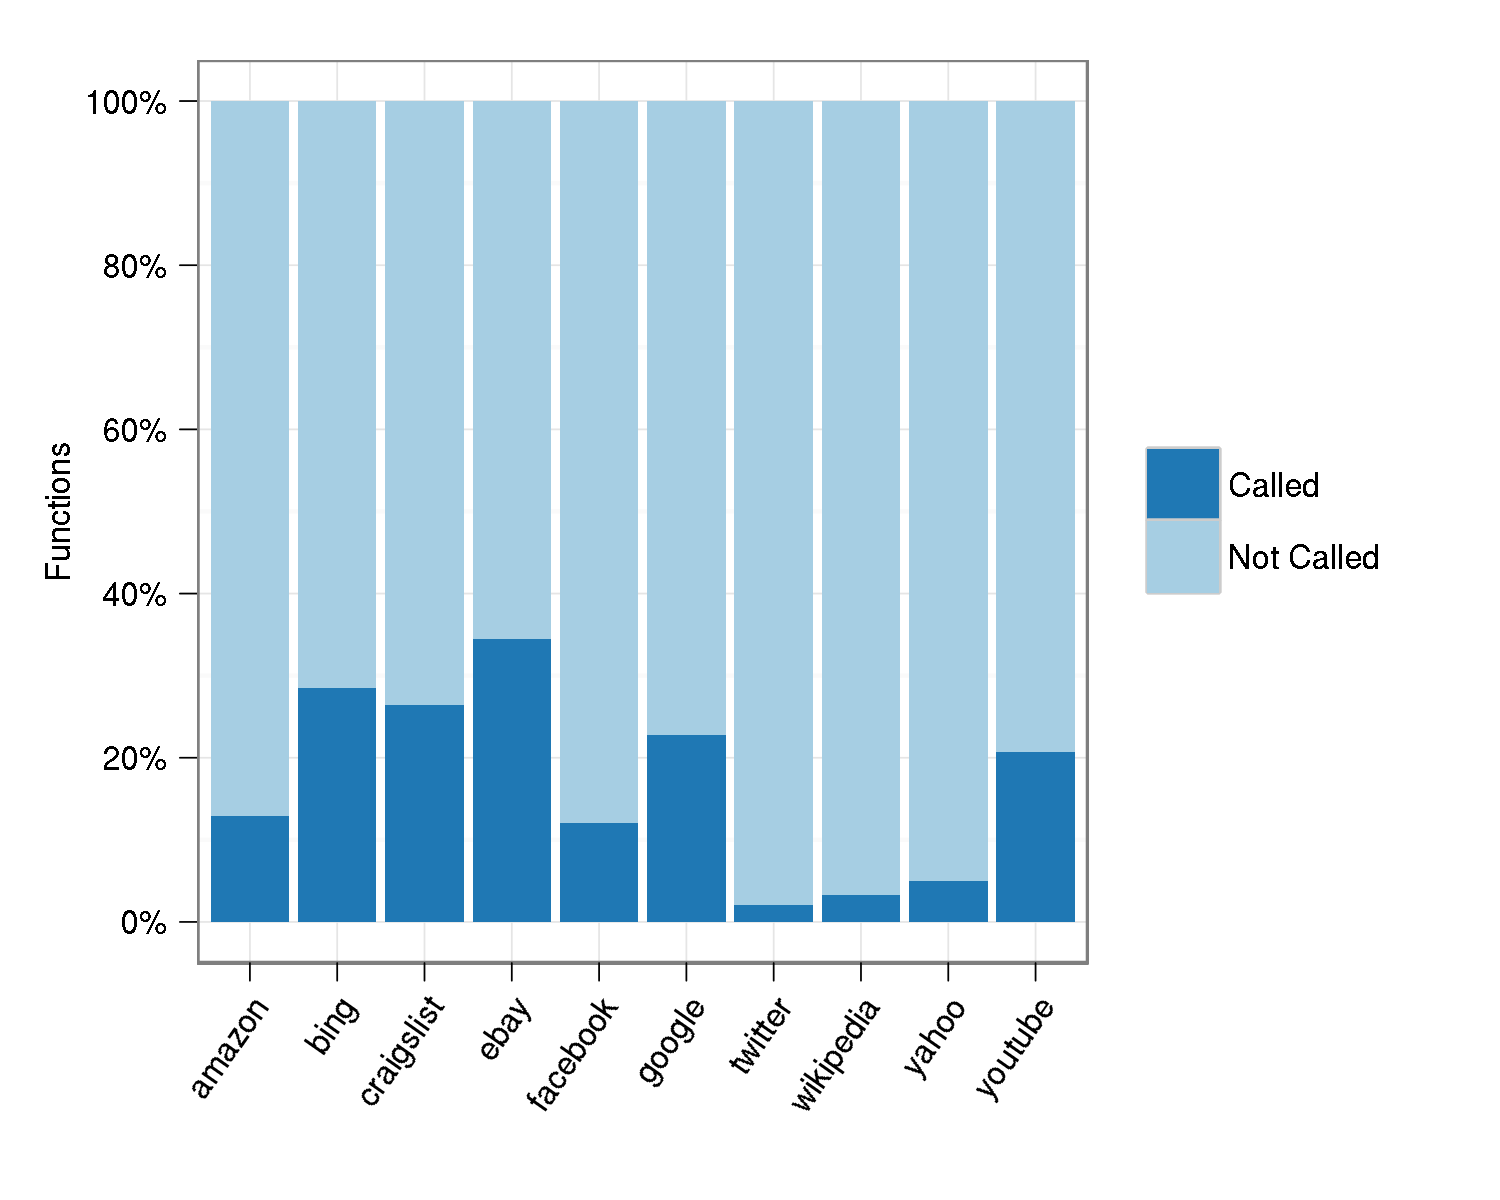 100%
80%
60%
40%
20%
0%
Functions
amazon
bing
craigslist
ebay
facebook
google
twitter
wikipedia
yahoo
youtube
Called
Not Called